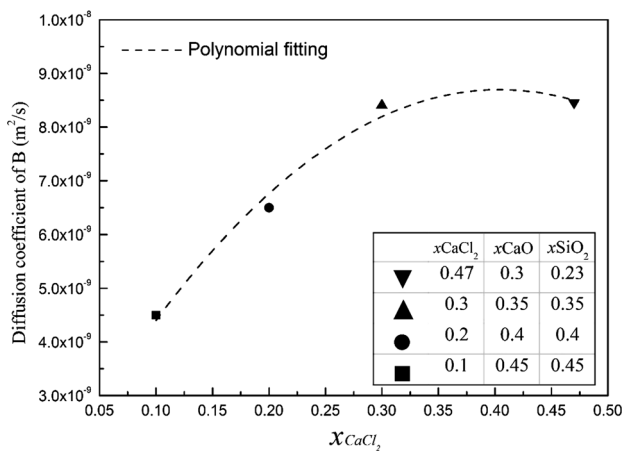 1.0x10⁻⁸
9.0x10⁻⁹
8.0x10⁻⁹
7.0x10⁻⁹
6.0x10⁻⁹
5.0x10⁻⁹
4.0x10⁻⁹
3.0x10⁻⁹
Diffusion coefficient of B (m²/s)
Polynomial fitting
xCaCl₂ xCaO xSiO₂
0.47 0.3 0.23
0.3 0.35 0.35
0.2 0.4 0.4
0.1 0.45 0.45
0.05 0.10 0.15 0.20 0.25 0.30 0.35 0.40 0.45 0.50
xCaCl₂